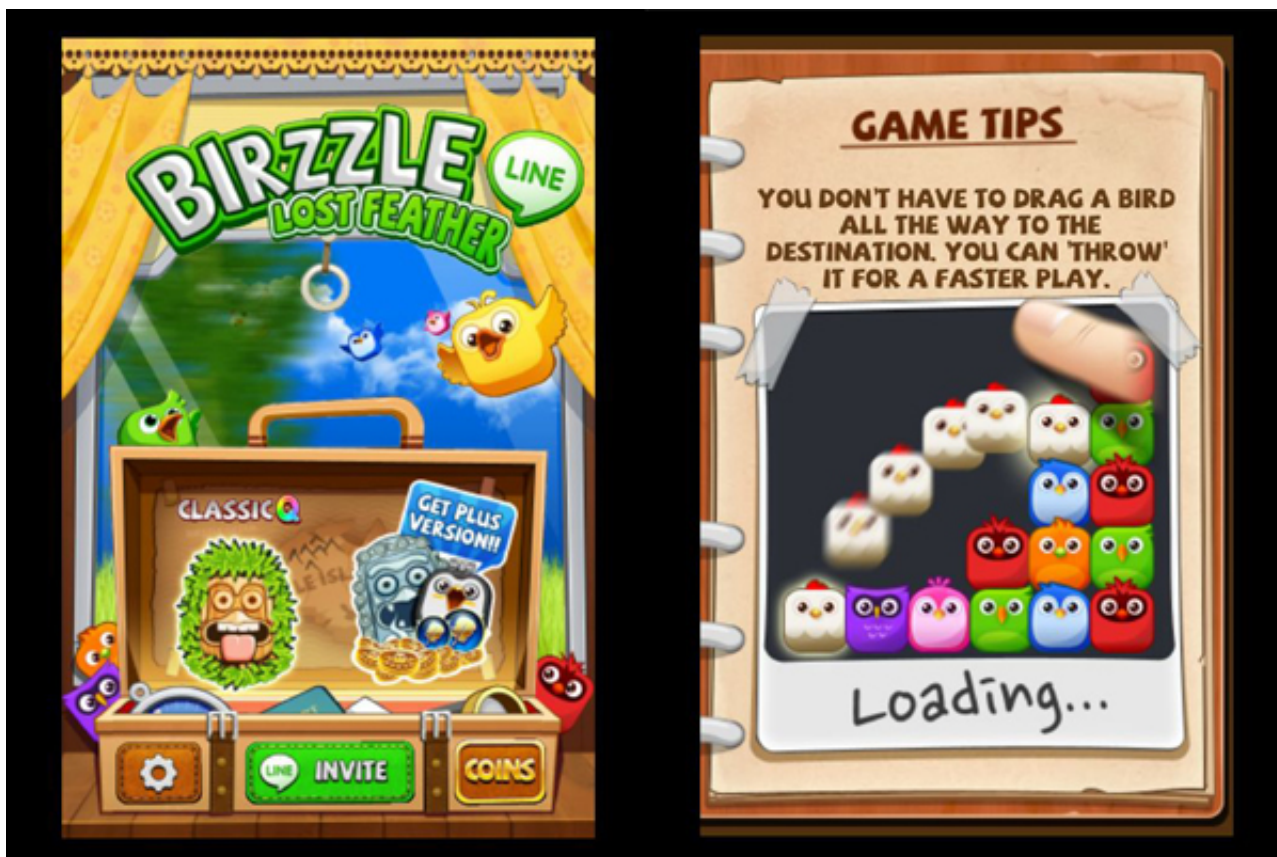 BIRZZLE
LINE
LOST FEATHER
CLASSIC Q
GET PLUS
VERSION!!
LINE INVITE
COINS
GAME TIPS
YOU DON'T HAVE TO DRAG A BIRD
ALL THE WAY TO THE
DESTINATION. YOU CAN 'THROW'
IT FOR A FASTER PLAY.
Loading...